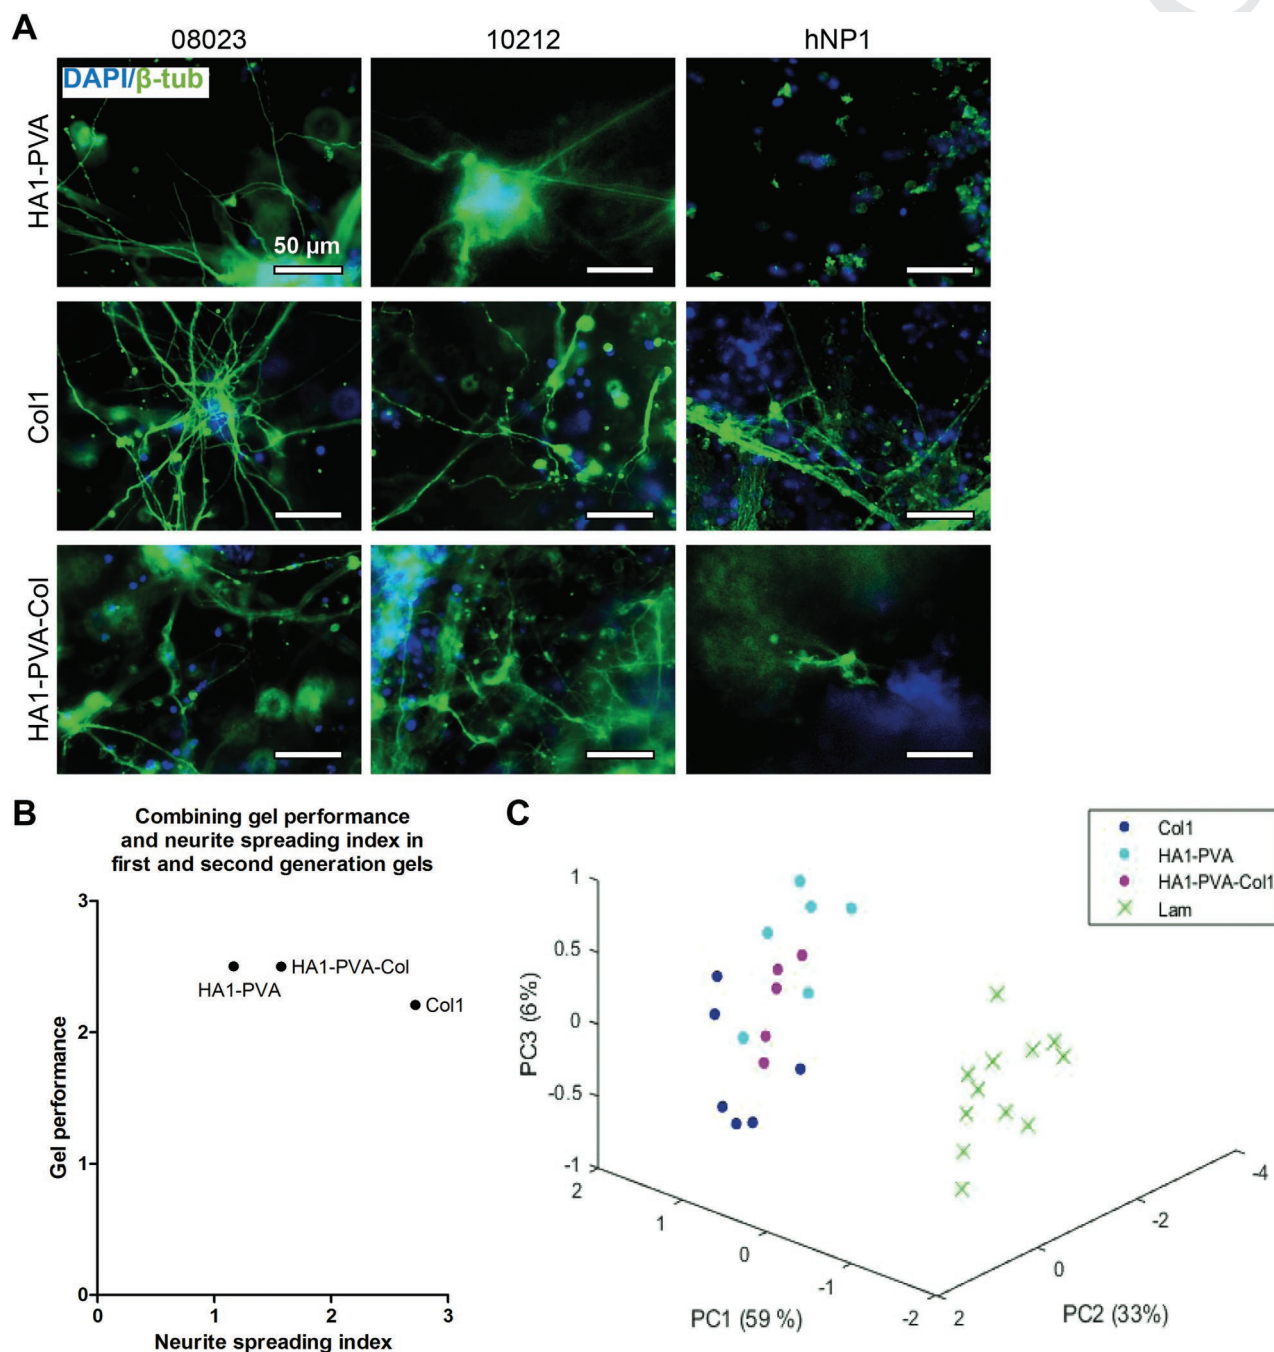 A
08023
10212
hNP1
HA1-PVA
DAPI/β-tub
50 µm
Col1
HA1-PVA-Col
B
Combining gel performance
and neurite spreading index in
first and second generation gels
3
2
1
0
Gel performance
HA1-PVA
HA1-PVA-Col
Col1
0
1
2
3
Neurite spreading index
C
Col1
HA1-PVA
HA1-PVA-Col1
Lam
1
0.5
0
-0.5
-1
PC3 (6%)
2
1
0
-1
-2
PC1 (59 %)
2
0
-2
-4
PC2 (33%)